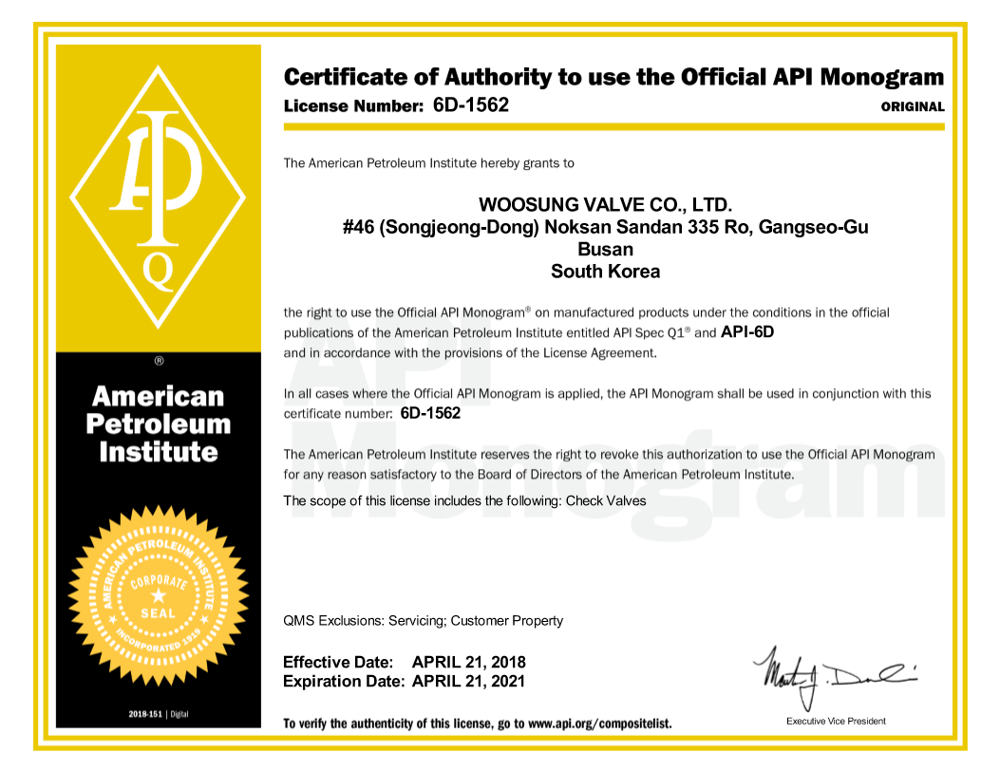 Certificate of Authority to use the Official API Monogram
License Number: 6D-1562
ORIGINAL
The American Petroleum Institute hereby grants to
WOOSUNG VALVE CO., LTD.
#46 (Songjeong-Dong) Noksan Sandan 335 Ro, Gangseo-Gu
Busan
South Korea
the right to use the Official API Monogram® on manufactured products under the conditions in the official
publications of the American Petroleum Institute entitled API Spec Q1® and API-6D
and in accordance with the provisions of the License Agreement.
In all cases where the Official API Monogram is applied, the API Monogram shall be used in conjunction with this
certificate number: 6D-1562
The American Petroleum Institute reserves the right to revoke this authorization to use the Official API Monogram
for any reason satisfactory to the Board of Directors of the American Petroleum Institute.
The scope of this license includes the following: Check Valves
QMS Exclusions: Servicing; Customer Property
Effective Date: APRIL 21, 2018
Expiration Date: APRIL 21, 2021
To verify the authenticity of this license, go to www.api.org/compositelist.
Executive Vice President
API
Monogram
API
Q
®
American
Petroleum
Institute
AMERICAN PETROLEUM INSTITUTE
CORPORATE
SEAL
INCORPORATED 1919
2018-151 | Digital